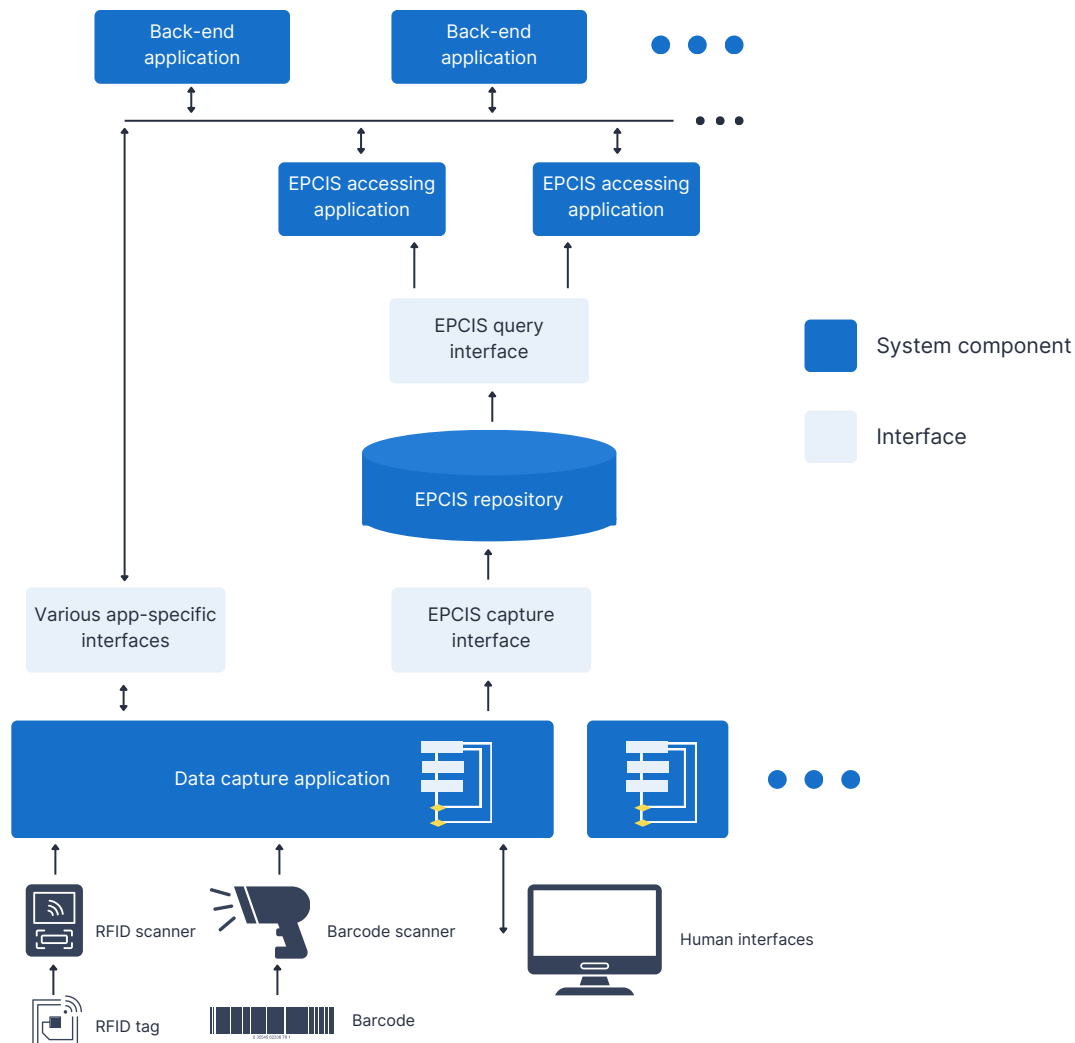 Back-end
application
Back-end
application
EPCIS accessing
application
EPCIS accessing
application
EPCIS query
interface
System component
Interface
EPCIS repository
Various app-specific
interfaces
EPCIS capture
interface
Data capture application
RFID scanner
Barcode scanner
Human interfaces
RFID tag
Barcode